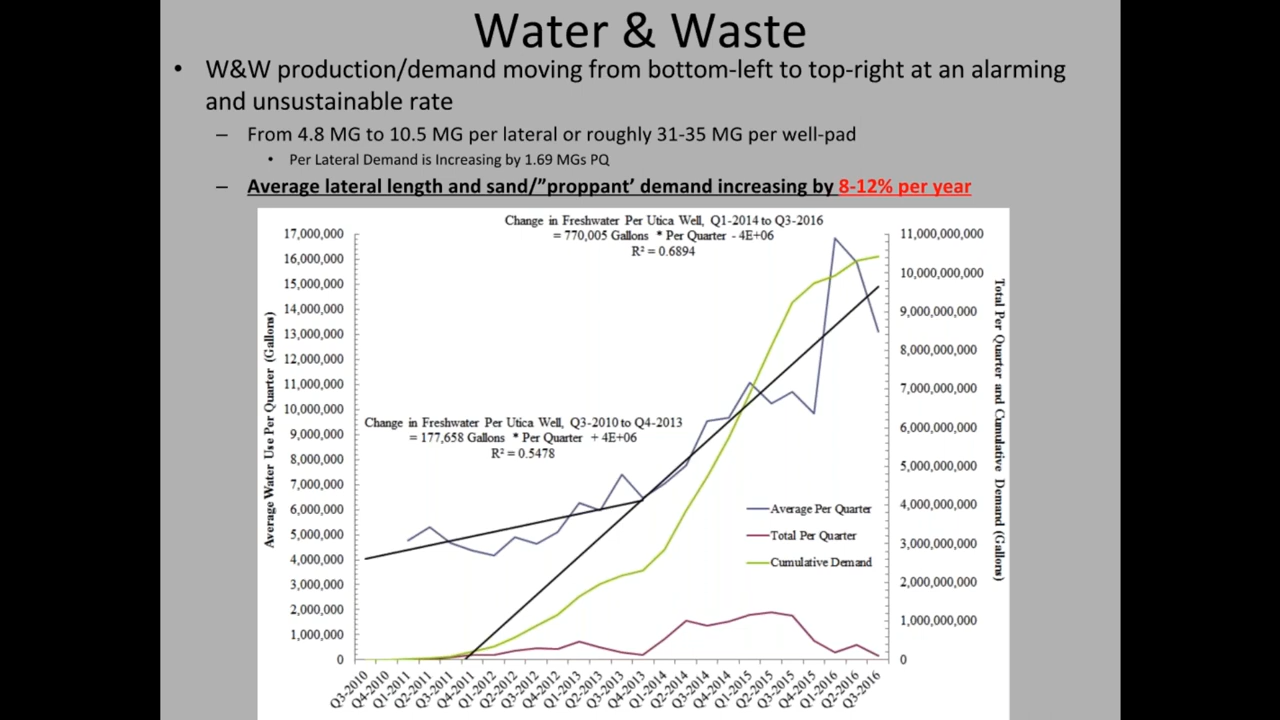 Water & Waste
• W&W production/demand moving from bottom-left to top-right at an alarming
and unsustainable rate
– From 4.8 MG to 10.5 MG per lateral or roughly 31-35 MG per well-pad
• Per Lateral Demand is Increasing by 1.69 MGs PQ
– Average lateral length and sand/”proppant’ demand increasing by 8-12% per year
Change in Freshwater Per Utica Well, Q1-2014 to Q3-2016
= 770,005 Gallons * Per Quarter - 4E+06
R² = 0.6894
17,000,000
16,000,000
15,000,000
14,000,000
13,000,000
12,000,000
11,000,000
10,000,000
9,000,000
8,000,000
7,000,000
6,000,000
5,000,000
4,000,000
3,000,000
2,000,000
1,000,000
0
Average Water Use Per Quarter (Gallons)
Change in Freshwater Per Utica Well, Q3-2010 to Q4-2013
= 177,658 Gallons * Per Quarter + 4E+06
R² = 0.5478
Average Per Quarter
Total Per Quarter
Cumulative Demand
11,000,000,000
10,000,000,000
9,000,000,000
8,000,000,000
7,000,000,000
6,000,000,000
5,000,000,000
4,000,000,000
3,000,000,000
2,000,000,000
1,000,000,000
0
Total Per Quarter and Cumulative Demand (Gallons)
Q3-2010
Q4-2010
Q1-2011
Q2-2011
Q3-2011
Q4-2011
Q1-2012
Q2-2012
Q3-2012
Q4-2012
Q1-2013
Q2-2013
Q3-2013
Q4-2013
Q1-2014
Q2-2014
Q3-2014
Q4-2014
Q1-2015
Q2-2015
Q3-2015
Q4-2015
Q1-2016
Q2-2016
Q3-2016